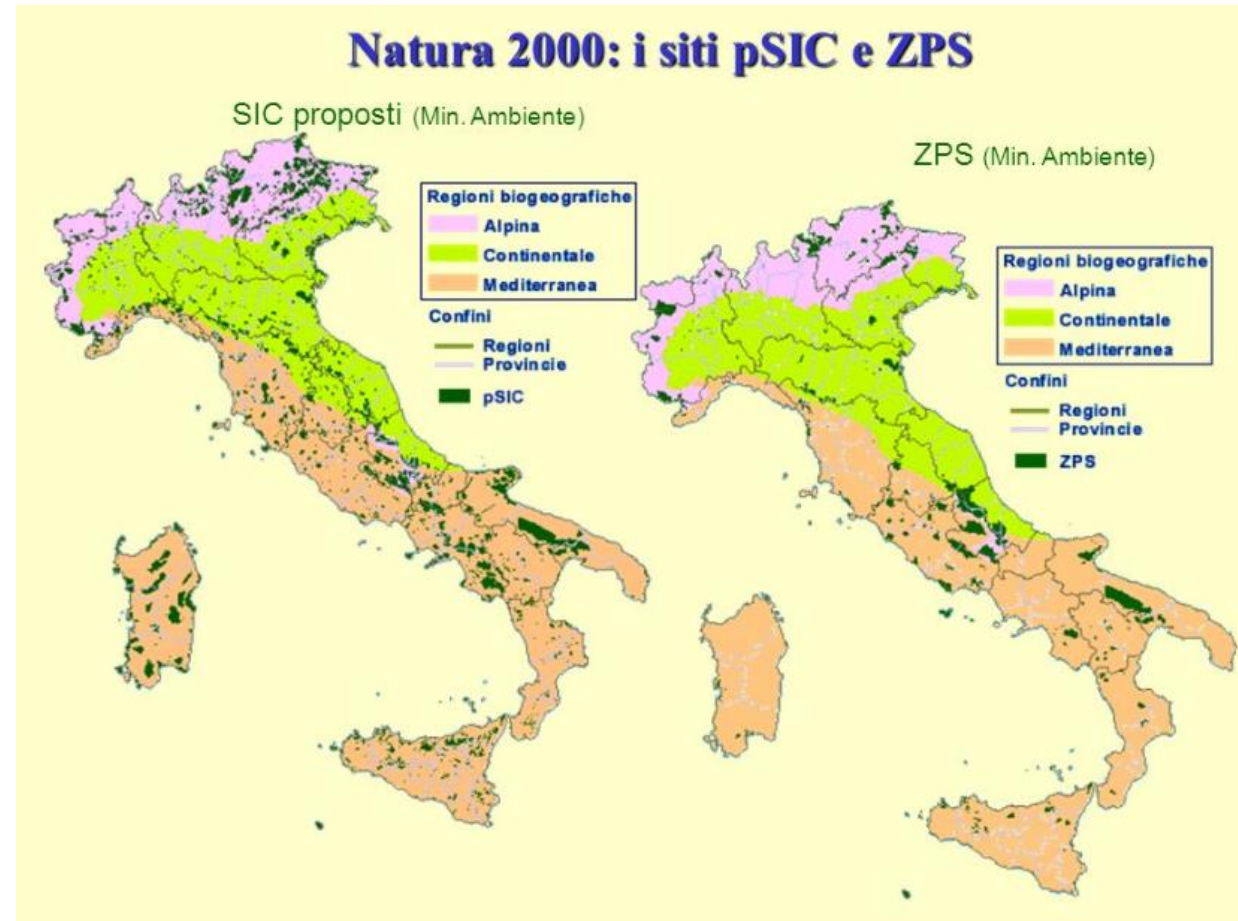 Natura 2000: i siti pSIC e ZPS
SIC proposti (Min. Ambiente)
Regioni biogeografiche
Alpina
Continentale
Mediterranea
Confini
Regioni
Provincie
pSIC
ZPS (Min. Ambiente)
Regioni biogeografiche
Alpina
Continentale
Mediterranea
Confini
Regioni
Provincie
ZPS